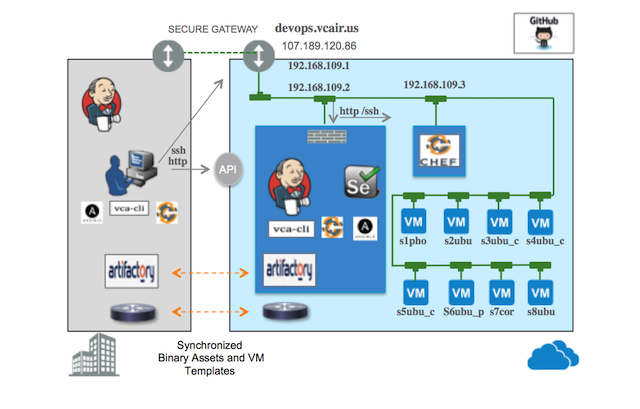 SECURE GATEWAY
devops.vcair.us
107.189.120.86
GitHub
192.168.109.1
192.168.109.2
192.168.109.3
http /ssh
ssh
http
API
CHEF
Se
vca-cli
ANSIBLE
vca-cli
ANSIBLE
artifactory
artifactory
VM
VM
VM
VM
s1pho
s2ubu
s3ubu_c
s4ubu_c
VM
VM
VM
VM
s5ubu_c
S6ubu_p
s7cor
s8ubu
Synchronized
Binary Assets and VM
Templates